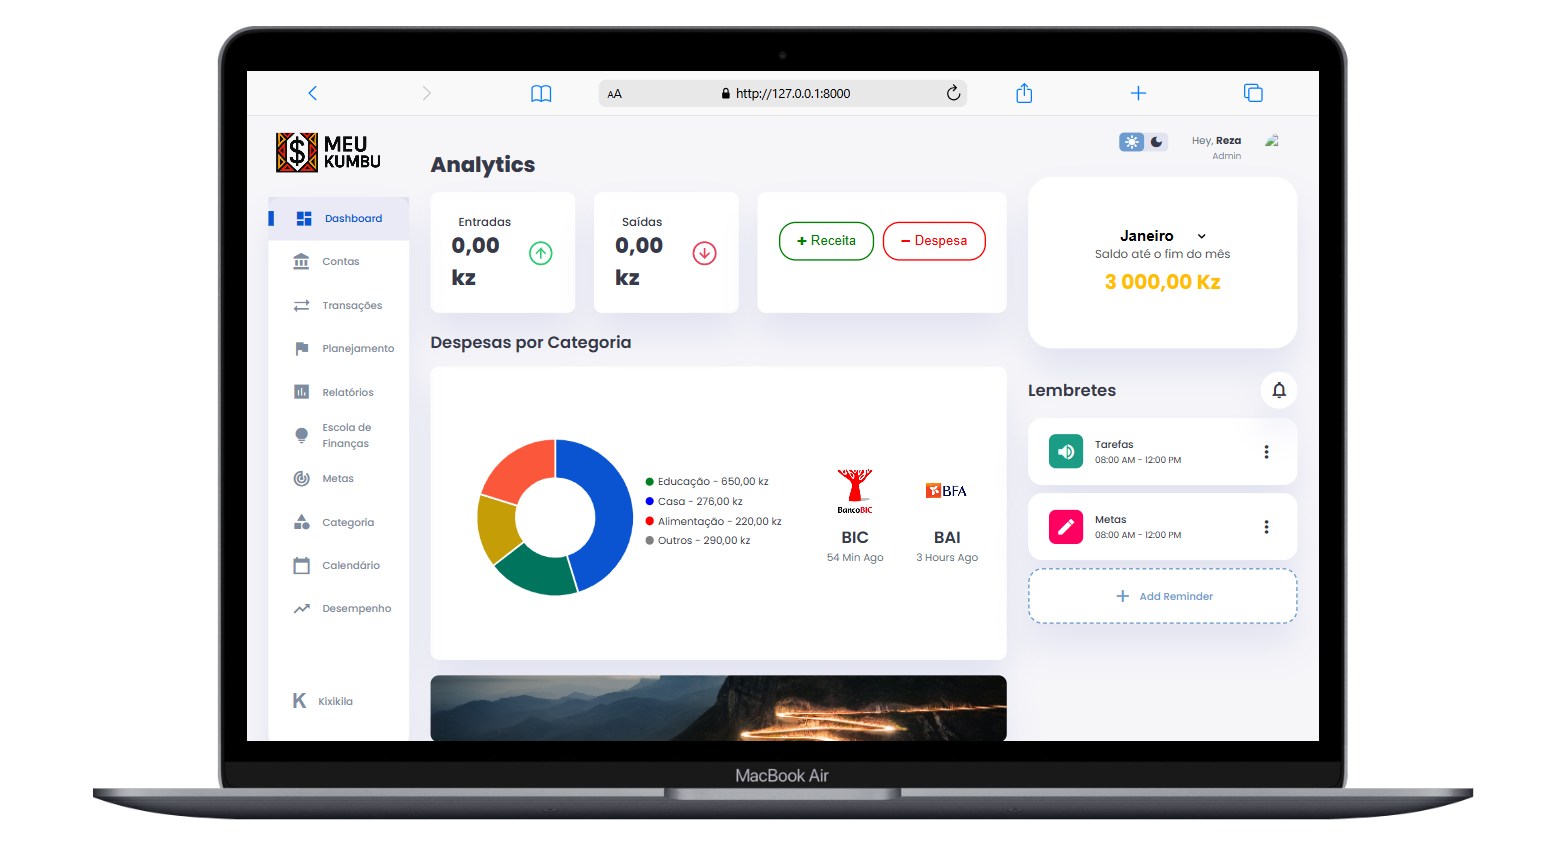 AA
http://127.0.0.1:8000
$
MEU
KUMBU
Dashboard
Contas
Transações
Planejamento
Relatórios
Escola de
Finanças
Metas
Categoria
Calendário
Desempenho
K Kixikila
Analytics
Entradas
0,00
kz
Saídas
0,00
kz
+ Receita
− Despesa
Despesas por Categoria
Educação - 650,00 kz
Casa - 276,00 kz
Alimentação - 220,00 kz
Outros - 290,00 kz
BancoBIC
BIC
54 Min Ago
BFA
BAI
3 Hours Ago
Hey, Reza
Admin
Janeiro
Saldo até o fim do mês
3 000,00 Kz
Lembretes
Tarefas
08:00 AM - 12:00 PM
Metas
08:00 AM - 12:00 PM
+ Add Reminder
MacBook Air